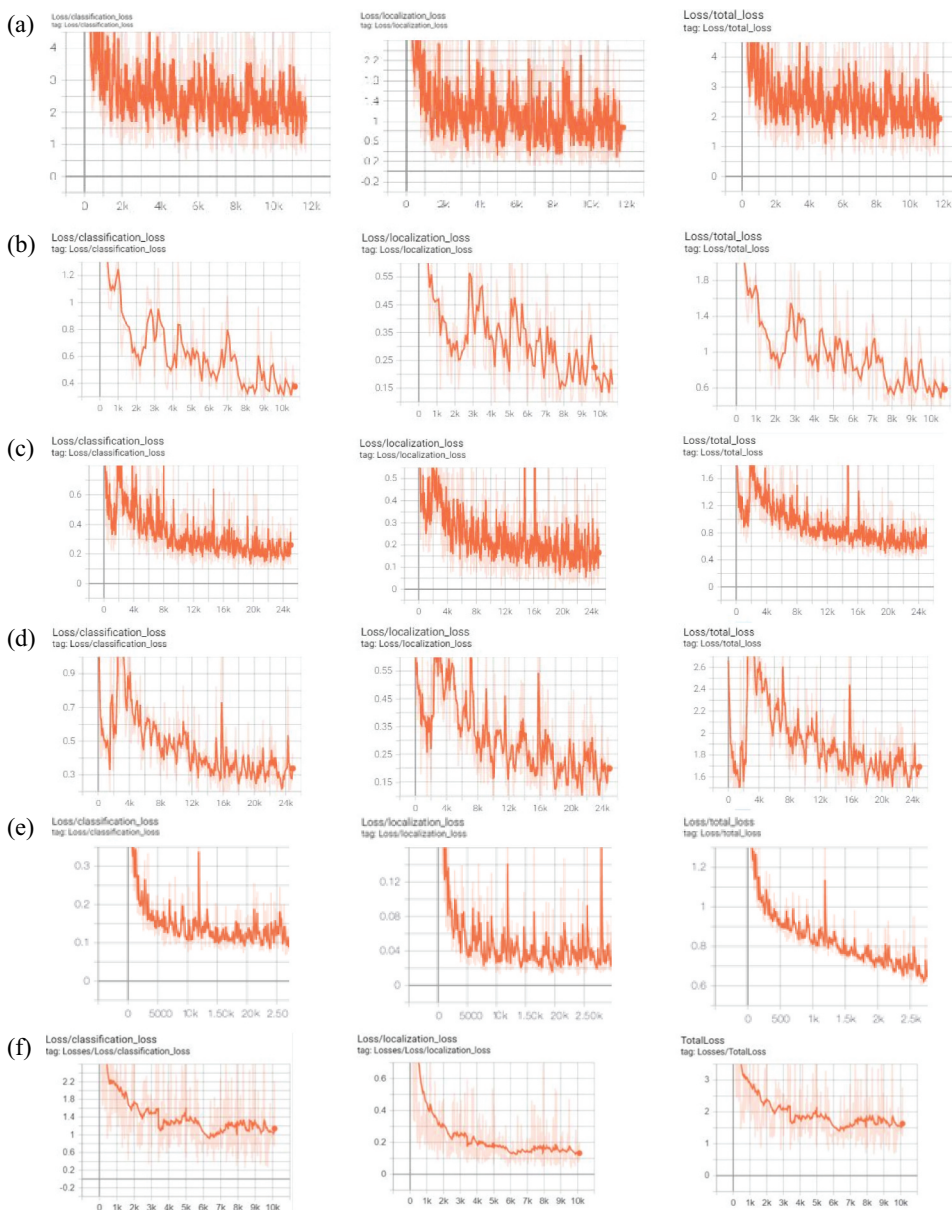 (a)
Loss/classification_loss
tag: Loss/classification_loss
4
3
2
1
0
0 2k 4k 6k 8k 10k 12k
Loss/localization_loss
tag: Loss/localization_loss
2.2
1.4
1
0.2
-0.2
0 2k 4k 6k 8k 10k 12k
Loss/total_loss
tag: Loss/total_loss
4
3
2
1
0
0 2k 4k 6k 8k 10k 12k
(b)
Loss/classification_loss
tag: Loss/classification_loss
1.2
1
0.8
0.6
0.4
0 1k 2k 3k 4k 5k 6k 7k 8k 9k 10k
Loss/localization_loss
tag: Loss/localization_loss
0.55
0.45
0.35
0.25
0.15
0 1k 2k 3k 4k 5k 6k 7k 8k 9k 10k
Loss/total_loss
tag: Loss/total_loss
1.8
1.4
1
0.6
0 1k 2k 3k 4k 5k 6k 7k 8k 9k 10k
(c)
Loss/classification_loss
tag: Loss/classification_loss
0.6
0.4
0.2
0
0 4k 8k 12k 16k 20k 24k
Loss/localization_loss
tag: Loss/localization_loss
0.5
0.4
0.3
0.2
0.1
0
0 4k 8k 12k 16k 20k 24k
Loss/total_loss
tag: Loss/total_loss
1.6
1.2
0.8
0.4
0
0 4k 8k 12k 16k 20k 24k
(d)
Loss/classification_loss
tag: Loss/classification_loss
0.9
0.7
0.5
0.3
0 4k 8k 12k 16k 20k 24k
Loss/localization_loss
tag: Loss/localization_loss
0.55
0.45
0.35
0.25
0.15
0 4k 8k 12k 16k 20k 24k
Loss/total_loss
tag: Loss/total_loss
2.6
2.4
2.2
2
1.8
1.6
0 4k 8k 12k 16k 20k 24k
(e)
Loss/classification_loss
tag: Loss/classification_loss
0.3
0.2
0.1
0
0 5000 10k 1.50k 2k 2.50k
Loss/localization_loss
tag: Loss/localization_loss
0.12
0.08
0.04
0
0 5000 10k 1.50k 2k 2.50k
Loss/total_loss
tag: Loss/total_loss
1.2
1
0.8
0.6
0 500 1k 1.5k 2k 2.5k
(f)
Loss/classification_loss
tag: Losses/Loss/classification_loss
2.2
1.8
1.4
1
0.6
0.2
-0.2
0 1k 2k 3k 4k 5k 6k 7k 8k 9k 10k
Loss/localization_loss
tag: Losses/Loss/localization_loss
0.6
0.4
0.2
0
0 1k 2k 3k 4k 5k 6k 7k 8k 9k 10k
TotalLoss
tag: Losses/TotalLoss
3
2
1
0
0 1k 2k 3k 4k 5k 6k 7k 8k 9k 10k